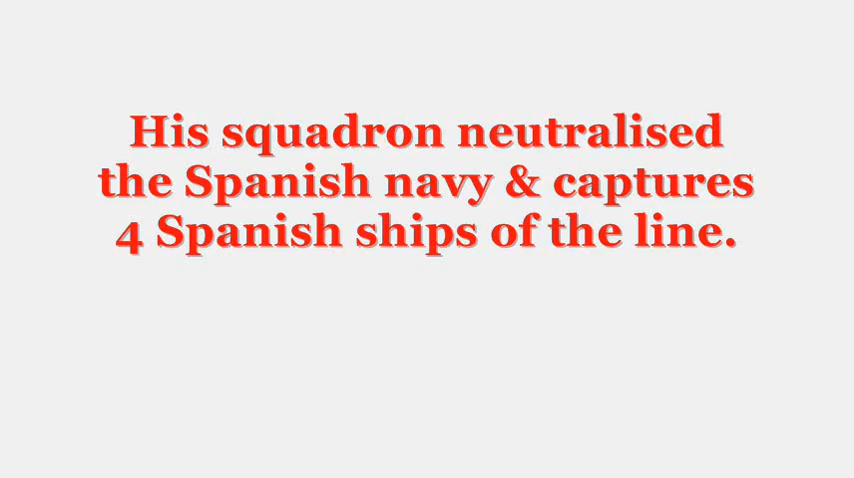 His squadron neutralised
the Spanish navy & captures
4 Spanish ships of the line.